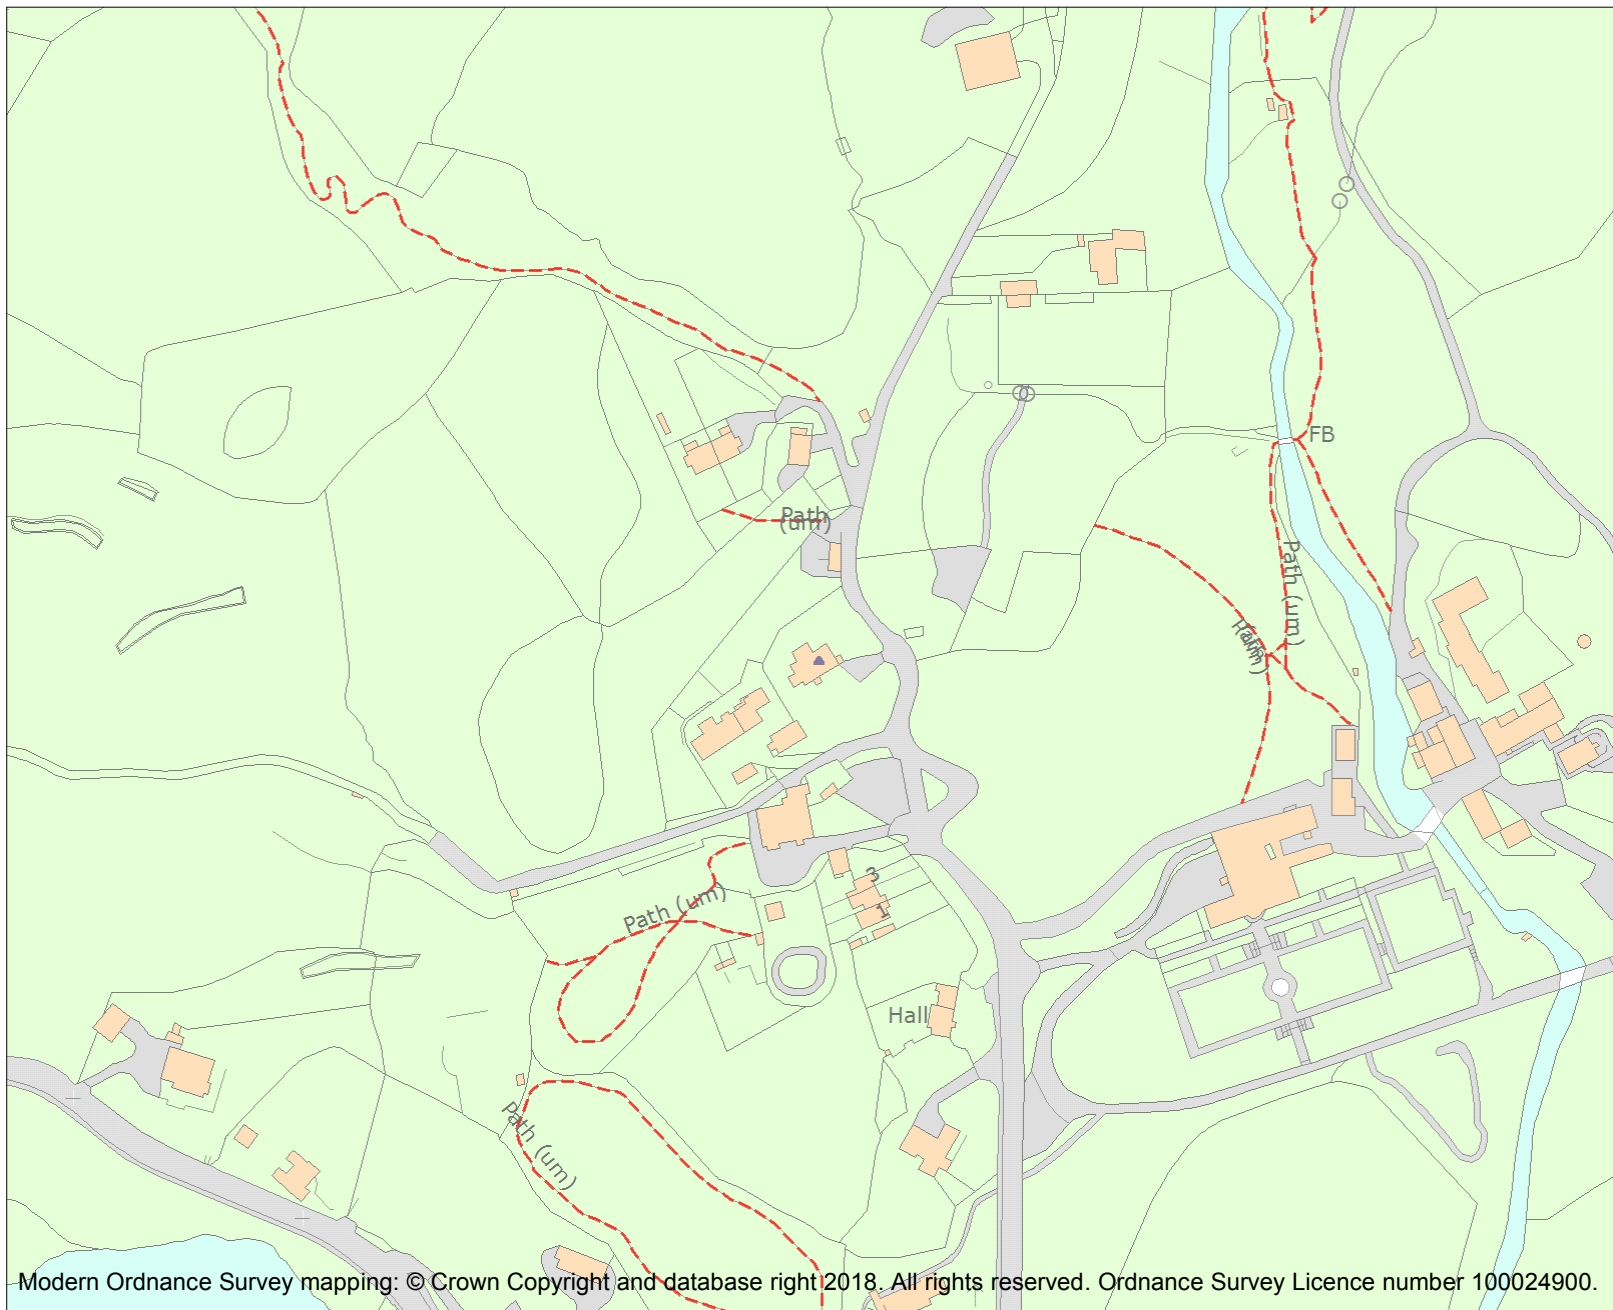 FB
Path
(um)
Path (um)
Path (um)
3
1
Hall
Path (um)
Modern Ordnance Survey mapping: © Crown Copyright and database right 2018. All rights reserved. Ordnance Survey Licence number 100024900.